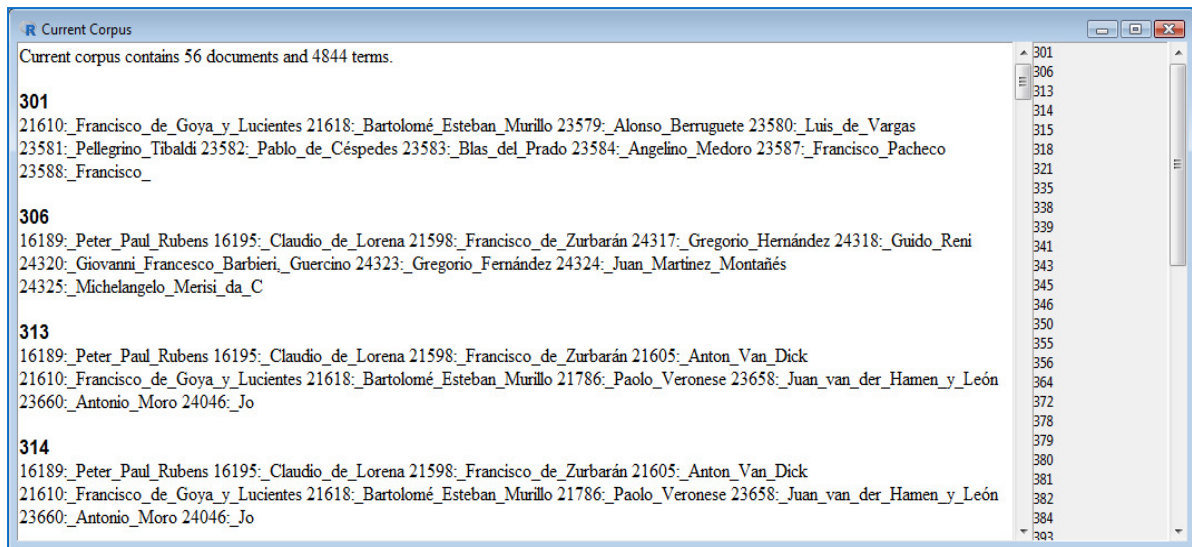 Current Corpus
Current corpus contains 56 documents and 4844 terms.
301
21610:_Francisco_de_Goya_y_Lucientes 21618:_Bartolomé_Esteban_Murillo 23579:_Alonso_Berruguete 23580:_Luis_de_Vargas
23581:_Pellegrino_Tibaldi 23582:_Pablo_de_Céspedes 23583:_Blas_del_Prado 23584:_Angelino_Medoro 23587:_Francisco_Pacheco
23588:_Francisco_
306
16189:_Peter_Paul_Rubens 16195:_Claudio_de_Lorena 21598:_Francisco_de_Zurbarán 24317:_Gregorio_Hernández 24318:_Guido_Reni
24320:_Giovanni_Francesco_Barbieri,_Guercino 24323:_Gregorio_Fernández 24324:_Juan_Martínez_Montañés
24325:_Michelangelo_Merisi_da_C
313
16189:_Peter_Paul_Rubens 16195:_Claudio_de_Lorena 21598:_Francisco_de_Zurbarán 21605:_Anton_Van_Dick
21610:_Francisco_de_Goya_y_Lucientes 21618:_Bartolomé_Esteban_Murillo 21786:_Paolo_Veronese 23658:_Juan_van_der_Hamen_y_León
23660:_Antonio_Moro 24046:_Jo
314
16189:_Peter_Paul_Rubens 16195:_Claudio_de_Lorena 21598:_Francisco_de_Zurbarán 21605:_Anton_Van_Dick
21610:_Francisco_de_Goya_y_Lucientes 21618:_Bartolomé_Esteban_Murillo 21786:_Paolo_Veronese 23658:_Juan_van_der_Hamen_y_León
23660:_Antonio_Moro 24046:_Jo
301
306
313
314
315
318
321
335
338
339
341
343
345
346
350
355
356
364
372
378
379
380
381
382
384
393